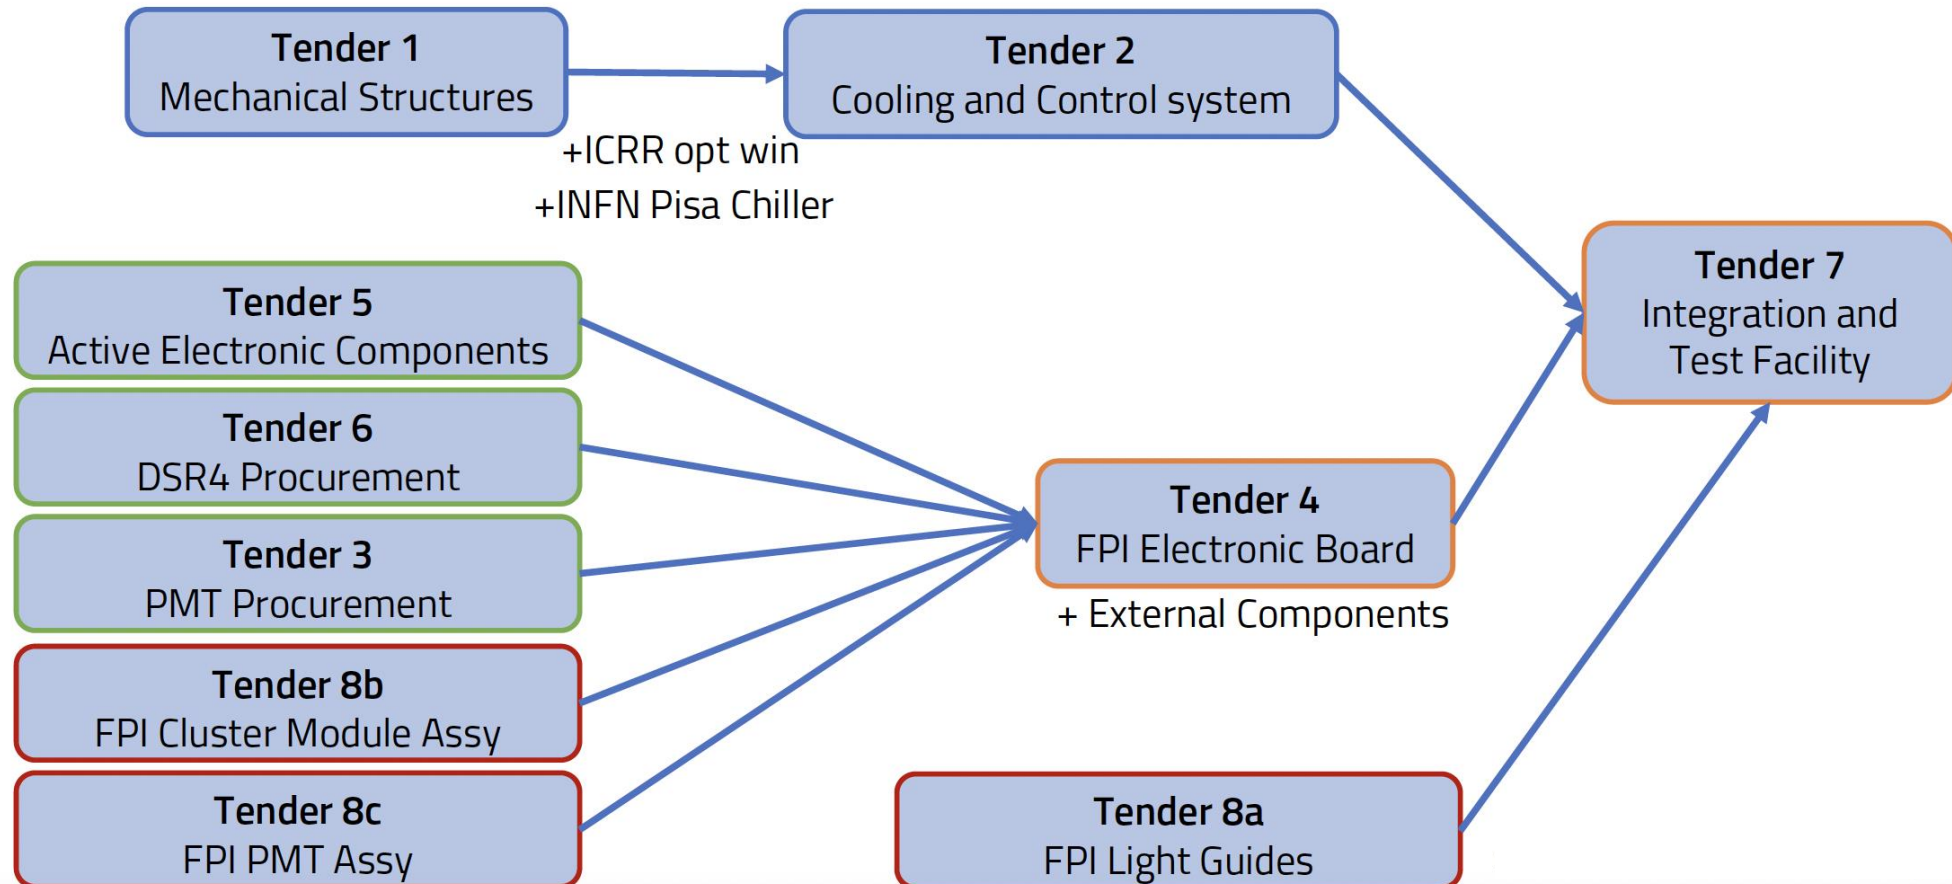 Tender 1
Mechanical Structures
Tender 2
Cooling and Control system
+ICRR opt win
+INFN Pisa Chiller
Tender 7
Integration and
Test Facility
Tender 5
Active Electronic Components
Tender 6
DSR4 Procurement
Tender 3
PMT Procurement
Tender 8b
FPI Cluster Module Assy
Tender 8c
FPI PMT Assy
Tender 4
FPI Electronic Board
+ External Components
Tender 8a
FPI Light Guides